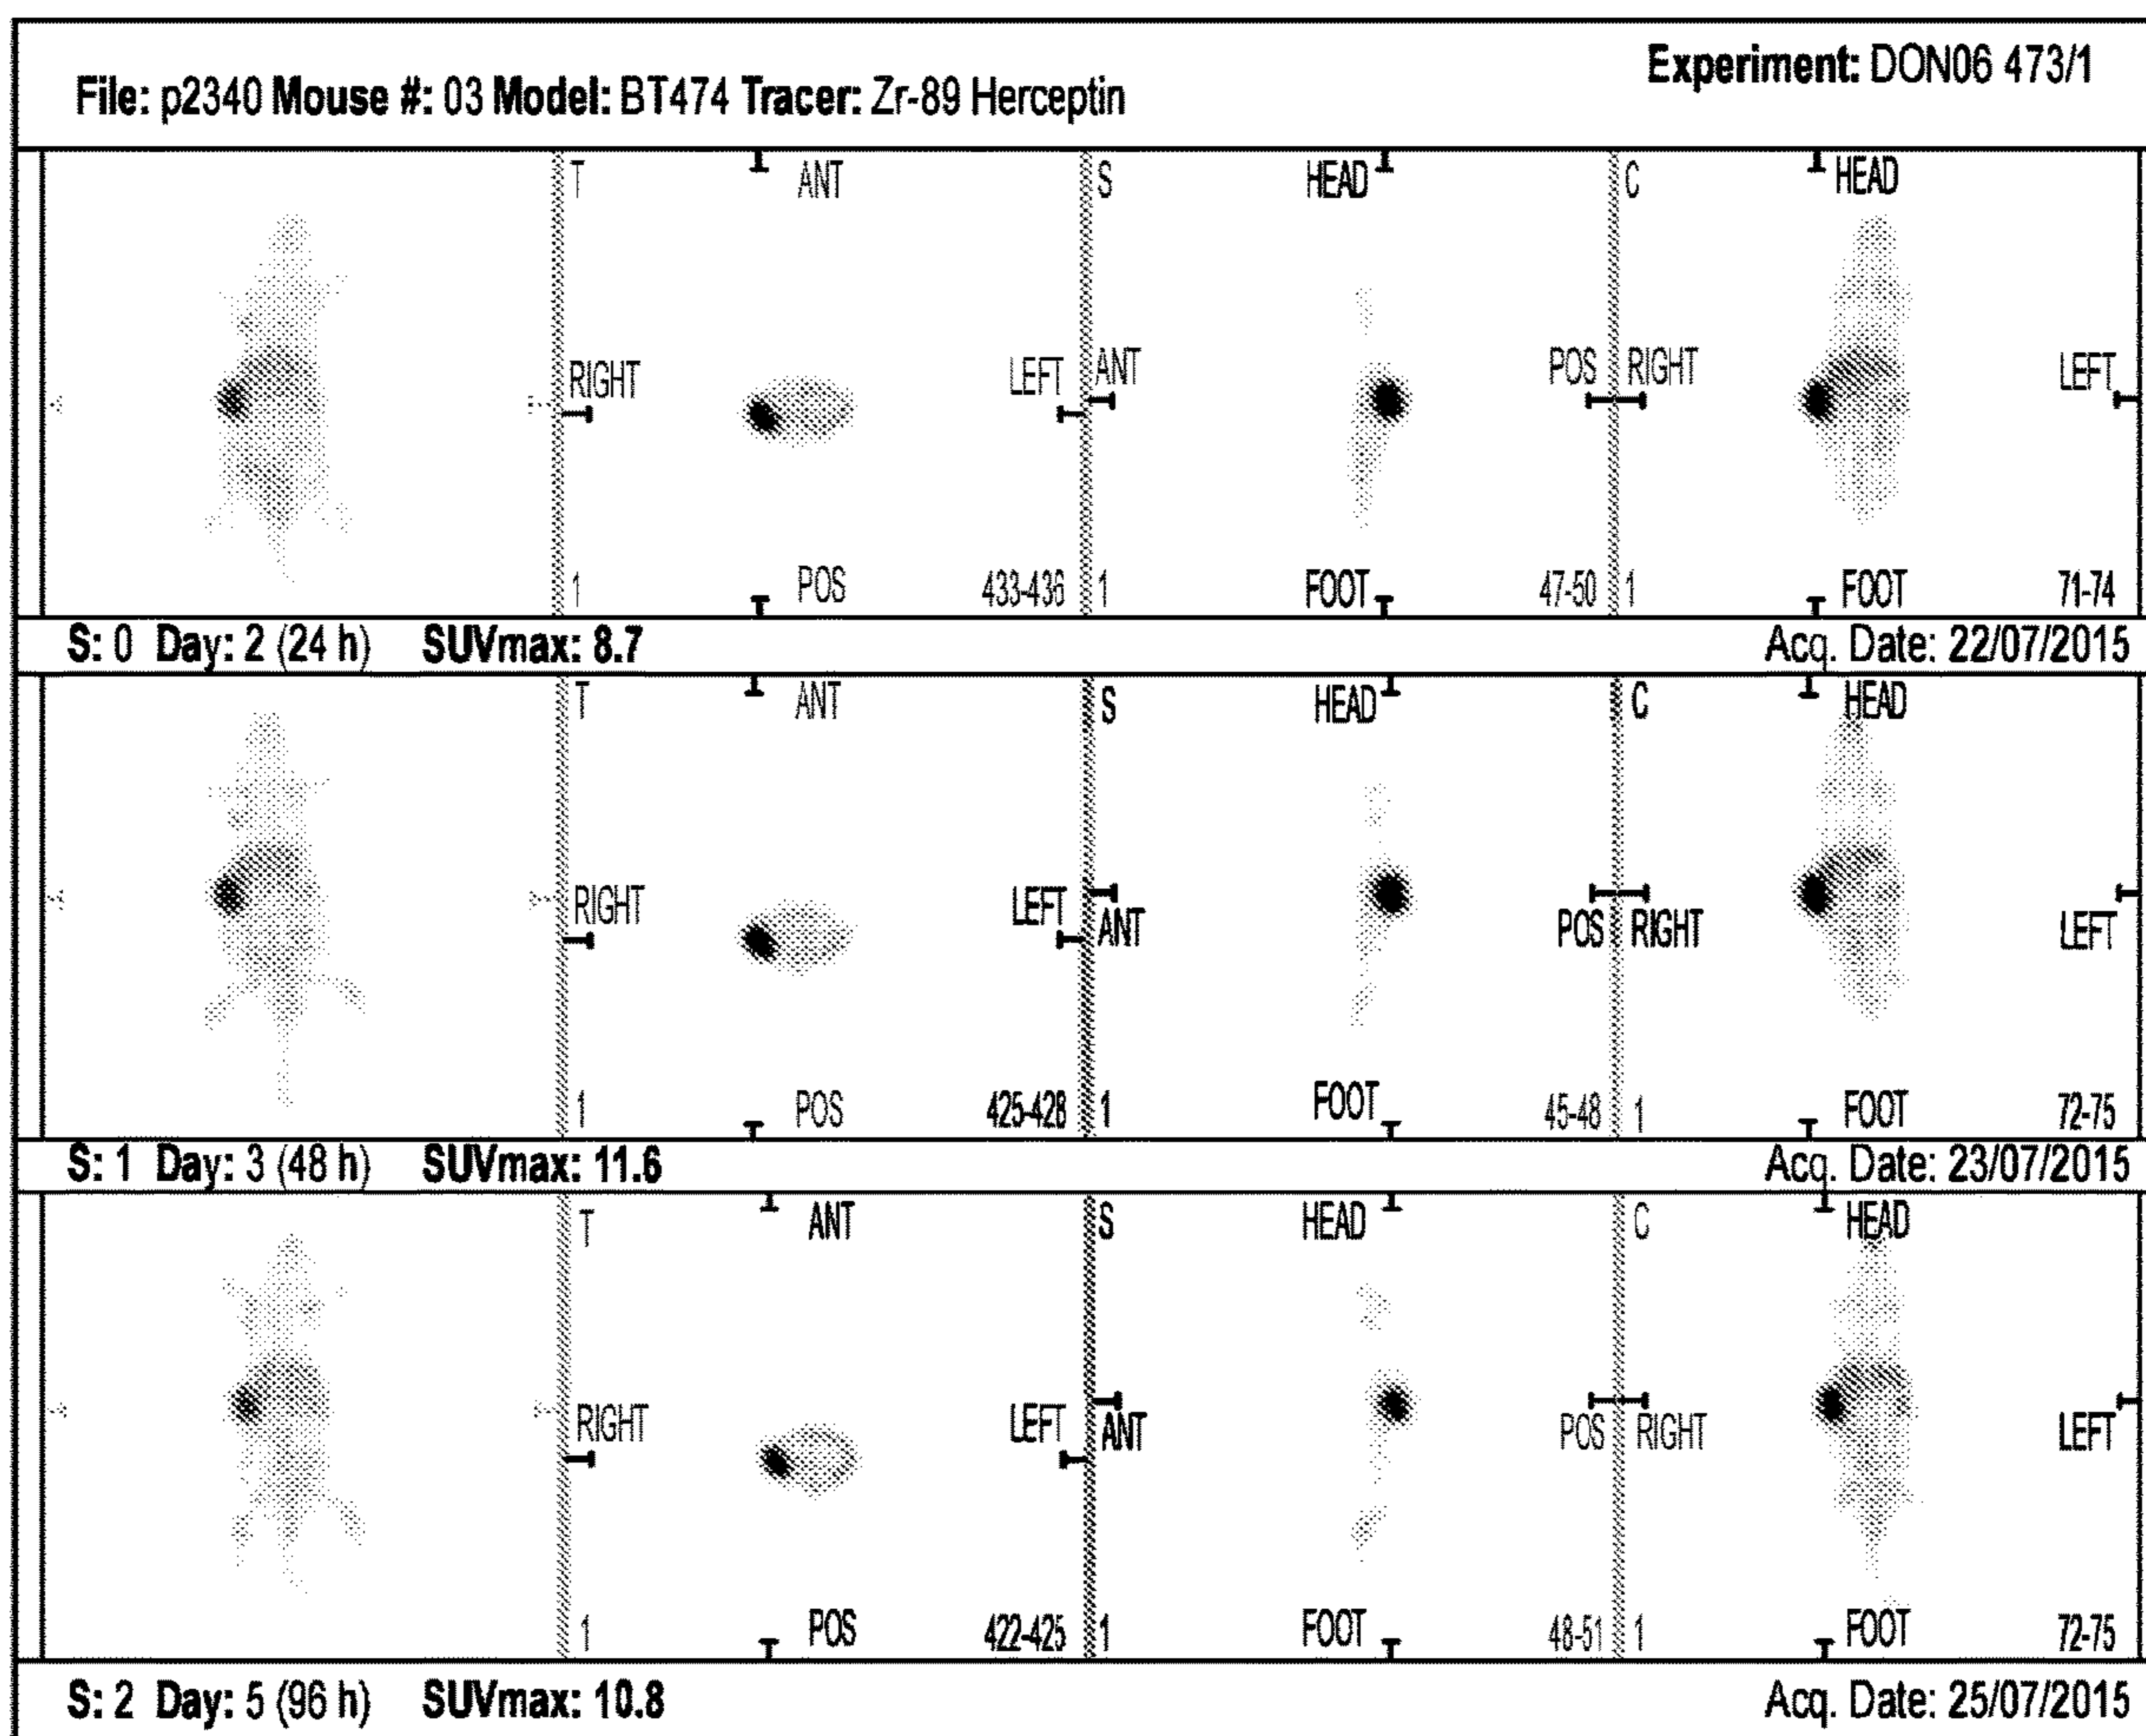 Experiment: DON06 473/1
File: p2340 Mouse #: 03 Model: BT474 Tracer: Zr-89 Herceptin
T ANT S HEAD C HEAD
RIGHT LEFT ANT POS RIGHT LEFT
1 POS 433-436 1 FOOT 47-50 1 FOOT 71-74
S: 0 Day: 2 (24 h) SUVmax: 8.7 Acq. Date: 22/07/2015
T ANT S HEAD C HEAD
RIGHT LEFT ANT POS RIGHT LEFT
1 POS 425-428 1 FOOT 45-48 1 FOOT 72-75
S: 1 Day: 3 (48 h) SUVmax: 11.6 Acq. Date: 23/07/2015
T ANT S HEAD C HEAD
RIGHT LEFT ANT POS RIGHT LEFT
1 POS 422-425 1 FOOT 48-51 1 FOOT 72-75
S: 2 Day: 5 (96 h) SUVmax: 10.8 Acq. Date: 25/07/2015